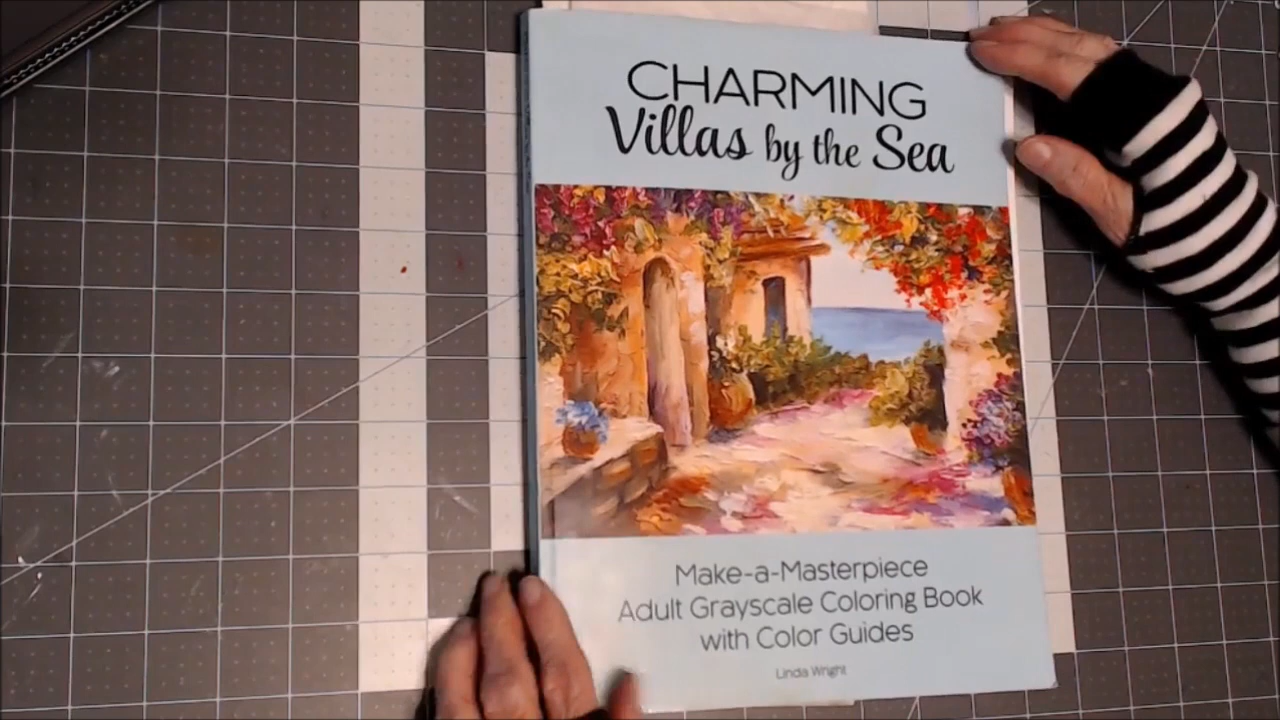 CHARMING
Villas by the Sea
Make-a-Masterpiece
Adult Grayscale Coloring Book
with Color Guides
Linda Wright